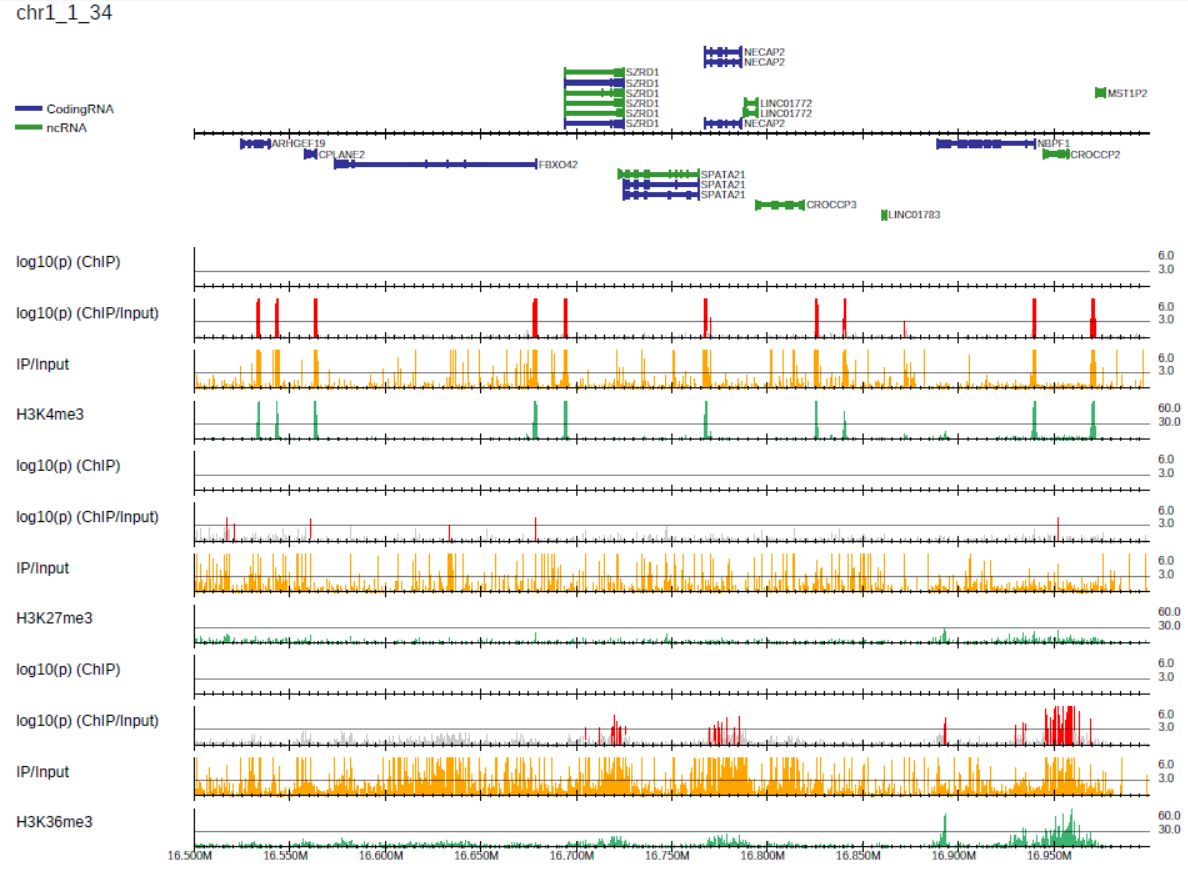 chr1_1_34
NECAP2
NECAP2
SZRD1
SZRD1
SZRD1
MST1P2
SZRD1
LINC01772
CodingRNA
SZRD1
LINC01772
SZRD1
NECAP2
ncRNA
ARHGEF19
NBPF1
CPLANE2
CROCCP2
FBXO42
SPATA21
SPATA21
SPATA21
CROCCP3
LINC01783
log10(p) (ChIP)
6.0
3.0
log10(p) (ChIP/Input)
6.0
3.0
IP/Input
6.0
3.0
H3K4me3
60.0
30.0
log10(p) (ChIP)
6.0
3.0
log10(p) (ChIP/Input)
6.0
3.0
IP/Input
6.0
3.0
H3K27me3
60.0
30.0
log10(p) (ChIP)
6.0
3.0
log10(p) (ChIP/Input)
6.0
3.0
IP/Input
6.0
3.0
H3K36me3
60.0
30.0
16.500M 16.550M 16.600M 16.650M 16.700M 16.750M 16.800M 16.850M 16.900M 16.950M